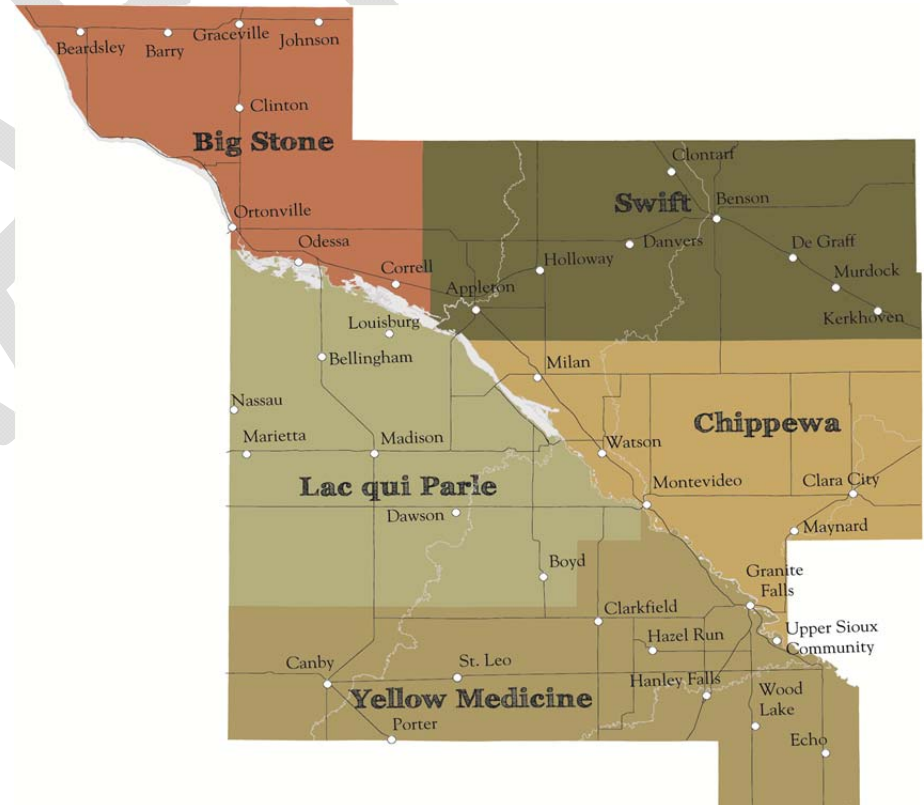 Beardsley
Barry
Graceville
Johnson
Clinton
Big Stone
Ortonville
Odessa
Correll
Clontarf
Swift
Benson
Danvers
De Graff
Holloway
Murdock
Appleton
Kerkhoven
Louisburg
Bellingham
Milan
Nassau
Marietta
Madison
Watson
Chippewa
Lac qui Parle
Montevideo
Clara City
Dawson
Maynard
Boyd
Granite
Falls
Clarkfield
Hazel Run
Upper Sioux
Community
Canby
St. Leo
Hanley Falls
Yellow Medicine
Wood
Lake
Porter
Echo